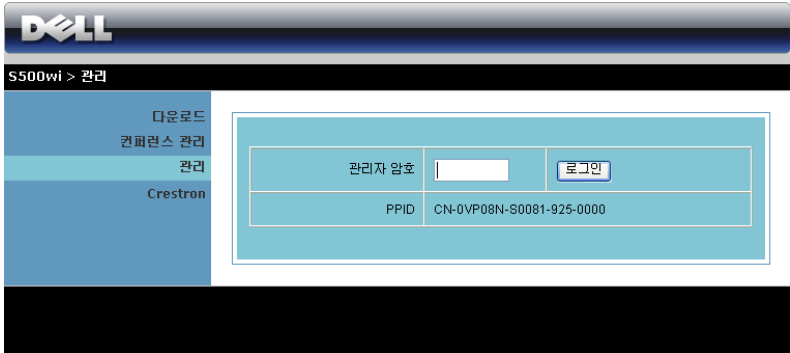 DELL
S500wi > 관리
다운로드
컨퍼런스 관리
관리
Crestron
관리자 암호
로그인
PPID
CN-0VP08N-S0081-925-0000